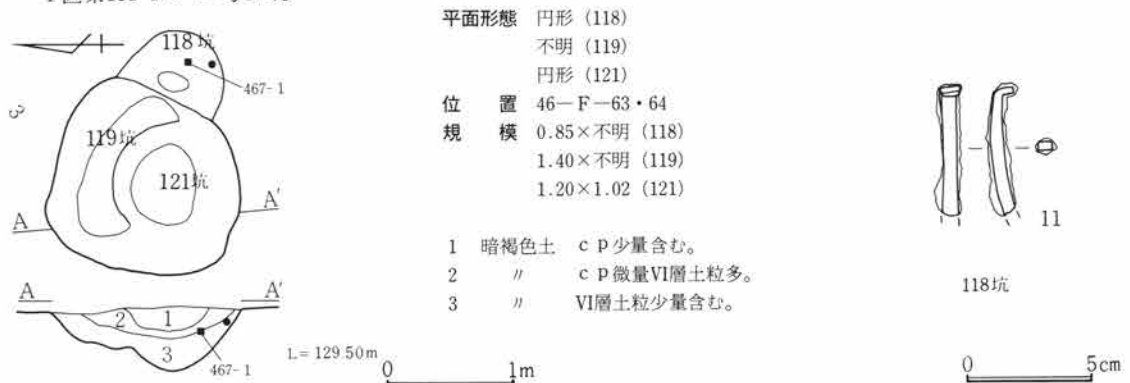 118坑
467-1
119坑
121坑
A
A′
A
A′
1
2
3
467-1
L=129.50m
0
1m
平面形態 円形(118)
不明(119)
円形(121)
位置 46-F-63・64
規模 0.85×不明(118)
1.40×不明(119)
1.20×1.02(121)
1 暗褐色土 cp少量含む。
2 〃 cp微量Ⅵ層土粒多。
3 〃 Ⅵ層土粒少量含む。
11
118坑
0
5cm